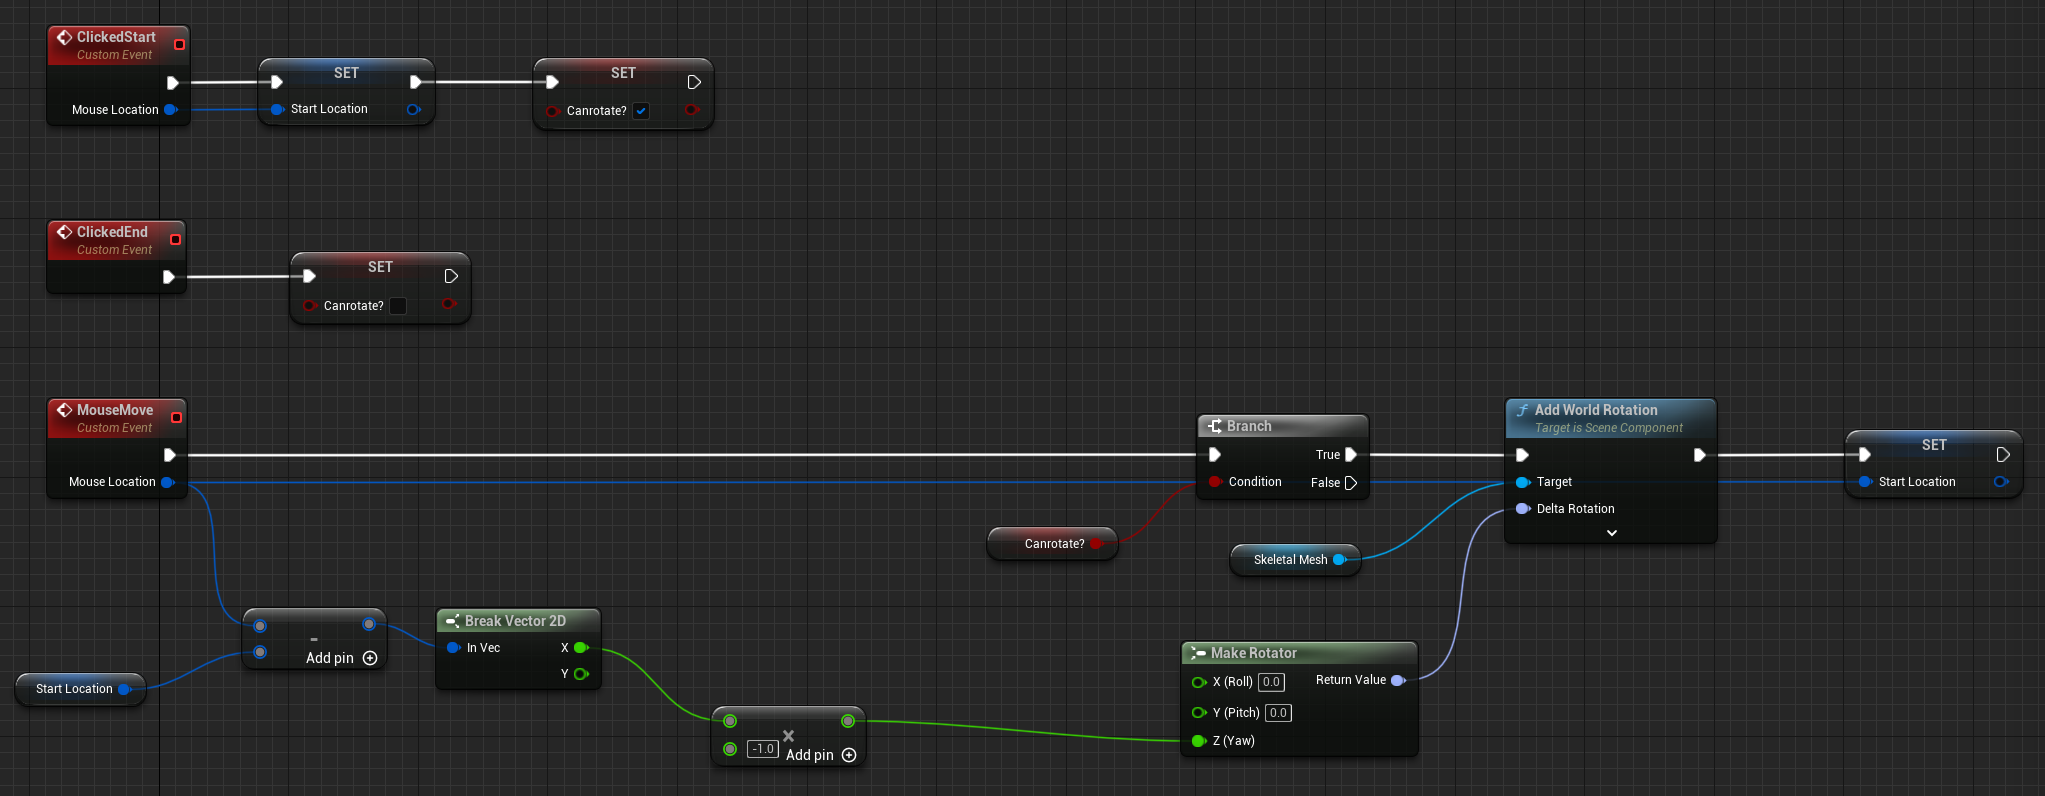 ClickedStart
Custom Event
Mouse Location
SET
Start Location
SET
Canrotate?
ClickedEnd
Custom Event
SET
Canrotate?
MouseMove
Custom Event
Mouse Location
Branch
True
Condition
False
Add World Rotation
Target is Scene Component
Target
Delta Rotation
SET
Start Location
Canrotate?
Skeletal Mesh
Start Location
-
Add pin
Break Vector 2D
In Vec
X
Y
-1.0
×
Add pin
Make Rotator
X (Roll) 0.0
Return Value
Y (Pitch) 0.0
Z (Yaw)